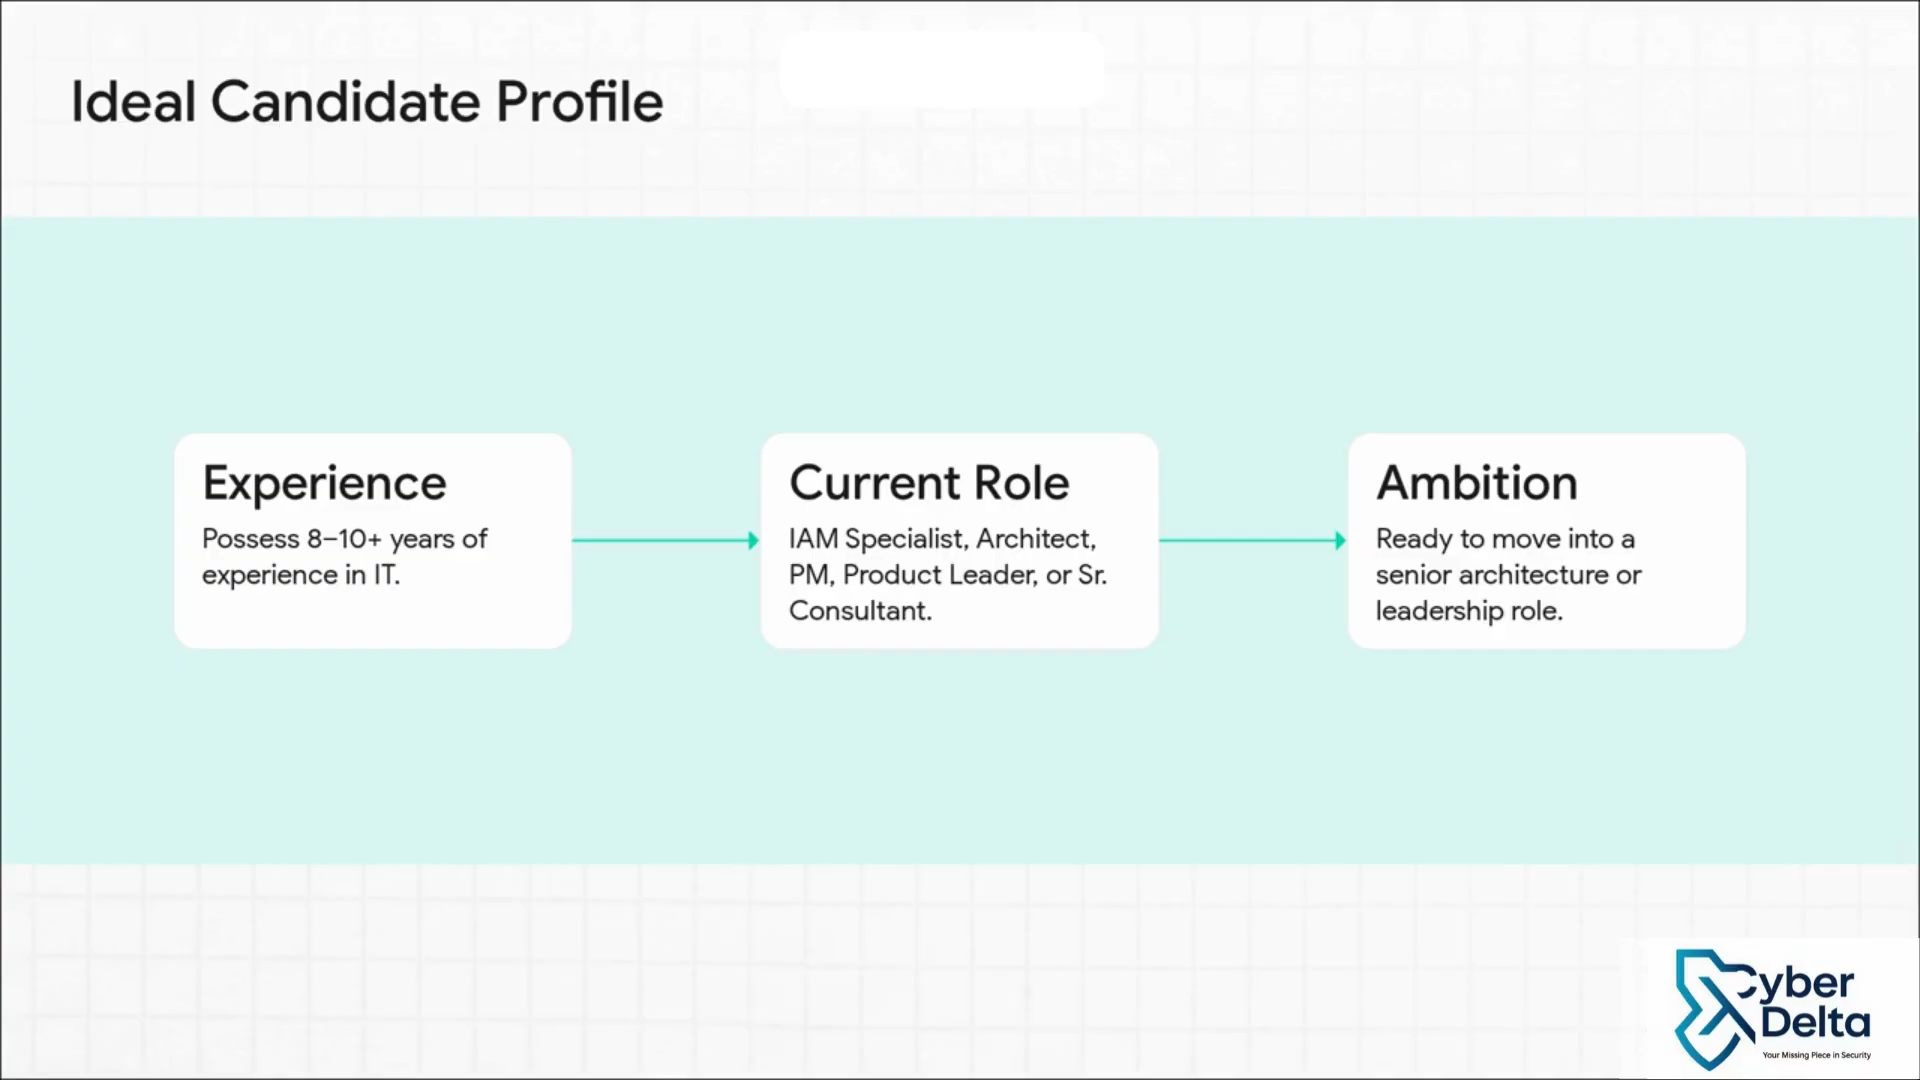 Ideal Candidate Profile
Experience
Possess 8–10+ years of
experience in IT.
Current Role
IAM Specialist, Architect,
PM, Product Leader, or Sr.
Consultant.
Ambition
Ready to move into a
senior architecture or
leadership role.
Cyber
Delta
Your Missing Piece in Security